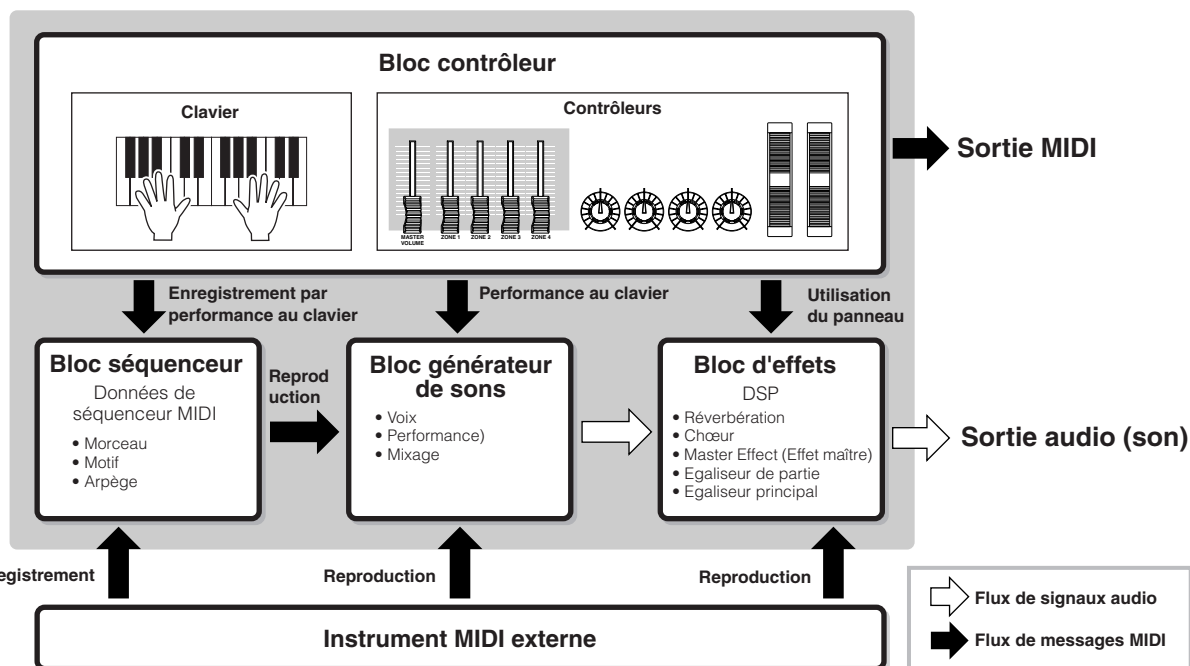 Bloc contrôleur
Clavier
Contrôleurs
MASTER
VOLUME
ZONE 1
ZONE 2
ZONE 3
ZONE 4
Sortie MIDI
Enregistrement par
performance au clavier
Performance au clavier
Utilisation
du panneau
Bloc séquenceur
Données de
séquenceur MIDI
• Morceau
• Motif
• Arpège
Reprod
uction
Bloc générateur
de sons
• Voix
• Performance)
• Mixage
Bloc d'effets
DSP
• Réverbération
• Chœur
• Master Effect (Effet maître)
• Egaliseur de partie
• Egaliseur principal
Sortie audio (son)
egistrement
Reproduction
Reproduction
Instrument MIDI externe
Flux de signaux audio
Flux de messages MIDI